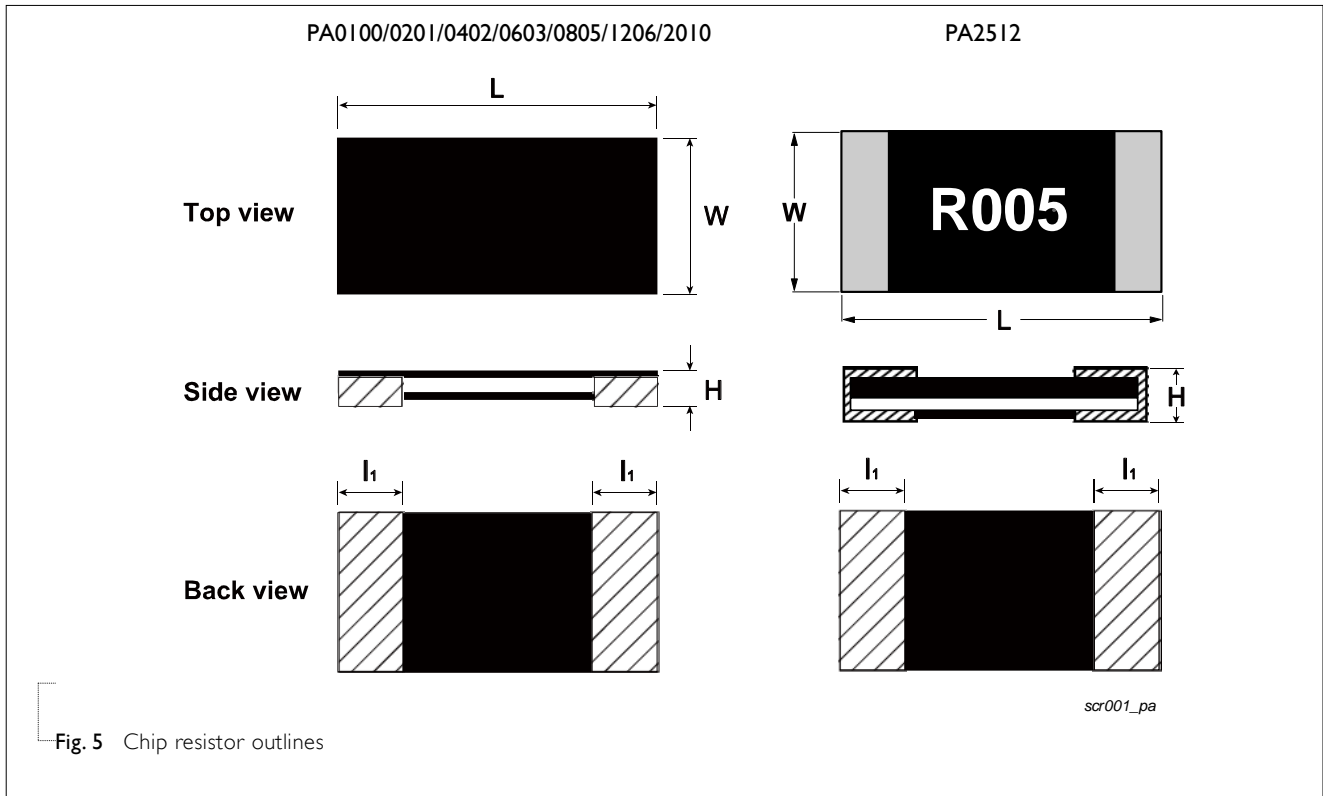 PA0100/0201/0402/0603/0805/1206/2010
PA2512
L
Top view
W
W
R005
L
Side view
H
H
l1
l1
l1
l1
Back view
scr001_pa
Fig. 5 Chip resistor outlines